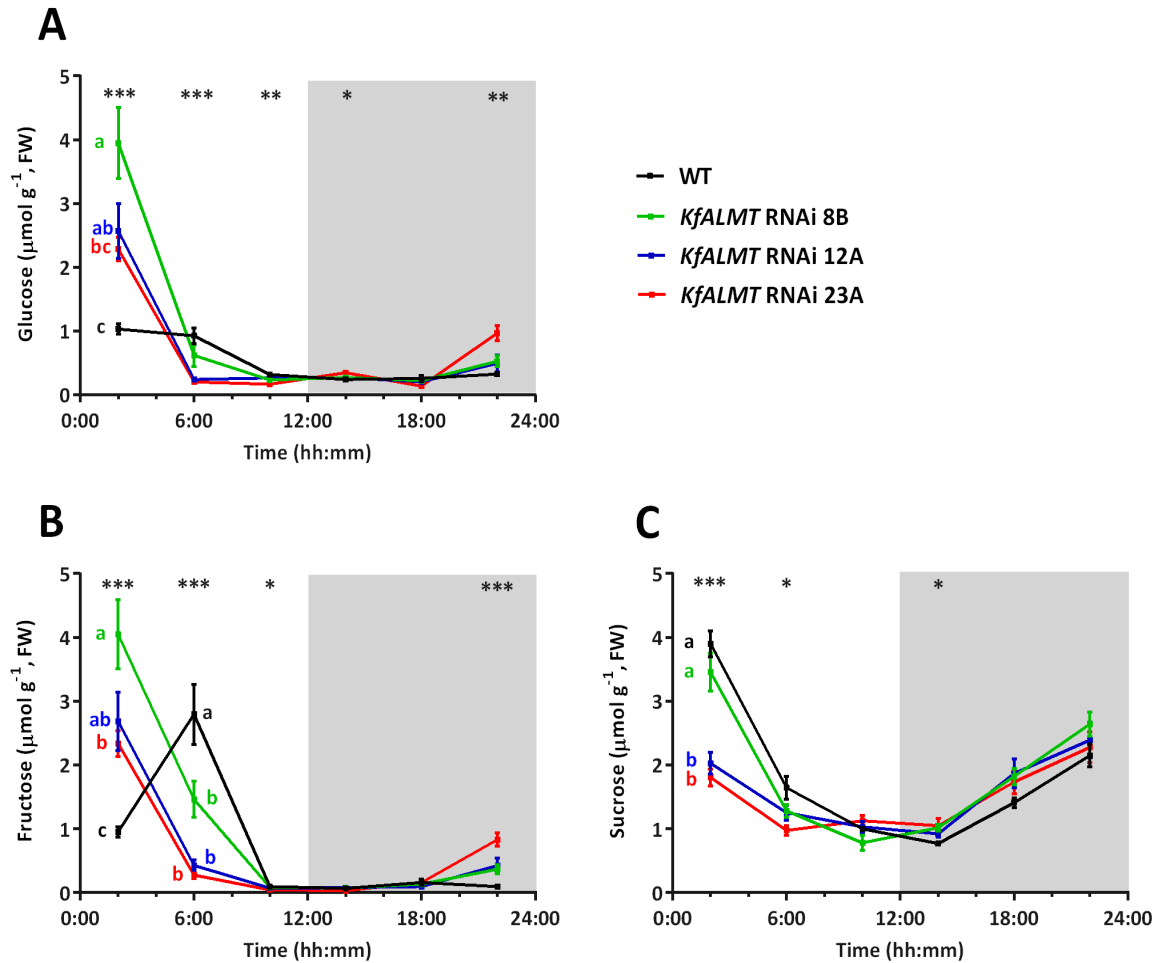 A
Glucose (µmol g⁻¹, FW)
5
4
3
2
1
0
*** *** ** * **
a
ab
bc
c
0:00 6:00 12:00 18:00 24:00
Time (hh:mm)
WT
KfALMT RNAi 8B
KfALMT RNAi 12A
KfALMT RNAi 23A
B
Fructose (µmol g⁻¹, FW)
5
4
3
2
1
0
*** *** * ***
a
ab
b
c
a
b
b
b
0:00 6:00 12:00 18:00 24:00
Time (hh:mm)
C
Sucrose (µmol g⁻¹, FW)
5
4
3
2
1
0
*** * *
a
a
b
b
0:00 6:00 12:00 18:00 24:00
Time (hh:mm)